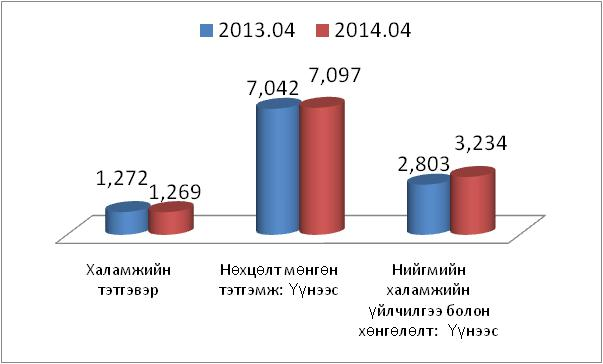 2013.04 2014.04
7,042 7,097
1,272 1,269
2,803 3,234
Халамжийн
тэтгэвэр
Нөхцөлт мөнгөн
тэтгэмж: Үүнээс
Нийгмийн
халамжийн
үйлчилгээ болон
хөнгөлөлт: Үүнээс